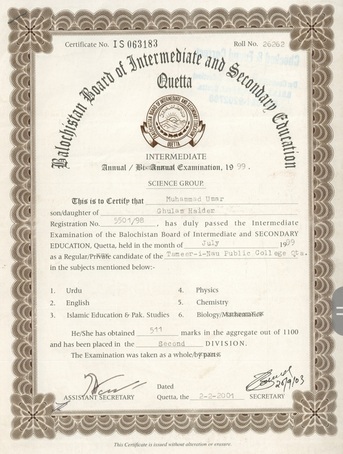 Certificate No. IS 063183 Roll No. 26262
Balochistan Board of Intermediate and Secondary Education
Quetta
QUETTA
INTERMEDIATE
Annual / Bi-Annual Examination, 1999.
SCIENCE GROUP.
This is to Certify that Muhammad Umar
son/daughter of Ghulam Haider
Registration No. 5501/98, has duly passed the Intermediate
Examination of the Balochistan Board of Intermediate and SECONDARY
EDUCATION, Quetta, held in the month of July 1999
as a Regular/Private candidate of the Tameer-i-Nau Public College Qta.
in the subjects mentioned below:-
1. Urdu 4. Physics
2. English 5. Chemistry
3. Islamic Education & Pak. Studies 6. Biology/Mathematics
He/She has obtained 511 marks in the aggregate out of 1100
and has been placed in the Second DIVISION.
The Examination was taken as a whole/by parts
ASSISTANT SECRETARY Dated Quetta, the 2-2-2001 SECRETARY
26/9/03
This Certificate is issued without alteration or erasure.